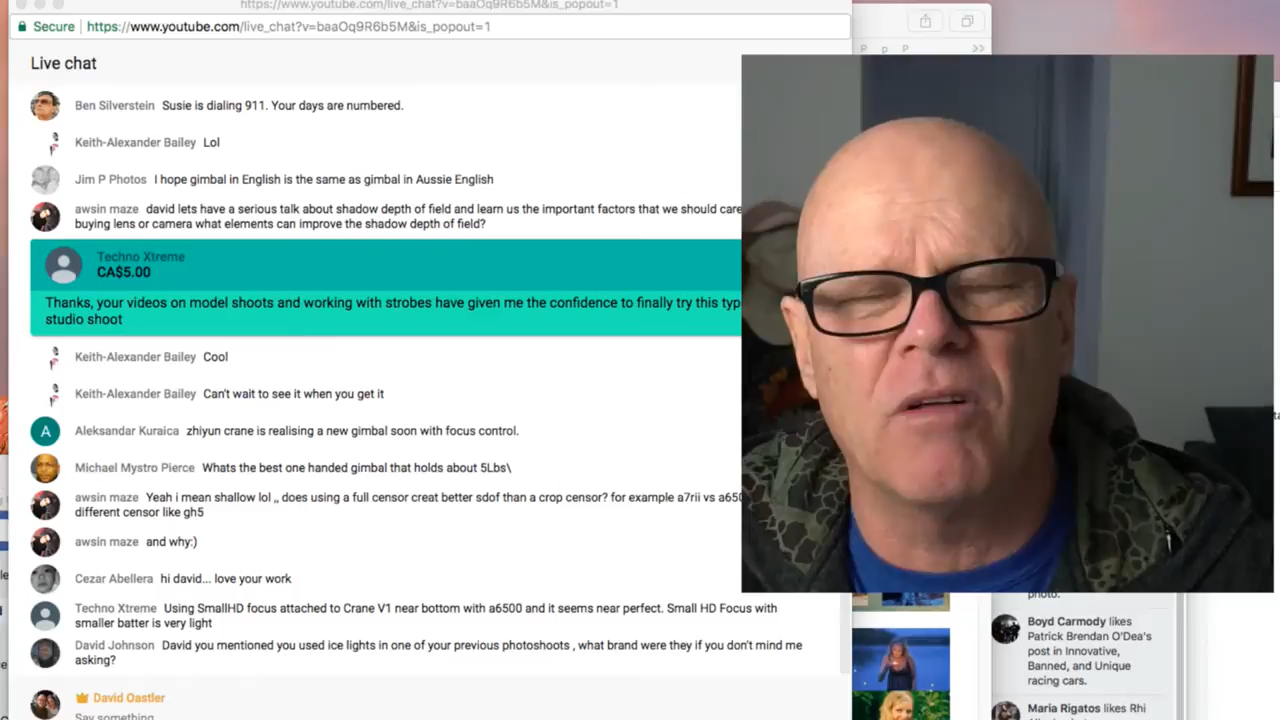 https://www.youtube.com/live_chat?v=baaOq9R6b5M&is_popout=1
Secure https://www.youtube.com/live_chat?v=baaOq9R6b5M&is_popout=1
P p P >>
Live chat
Ben Silverstein Susie is dialing 911. Your days are numbered.
Keith-Alexander Bailey Lol
Jim P Photos I hope gimbal in English is the same as gimbal in Aussie English
awsin maze david lets have a serious talk about shadow depth of field and learn us the important factors that we should care
buying lens or camera what elements can improve the shadow depth of field?
Techno Xtreme
CA$5.00
Thanks, your videos on model shoots and working with strobes have given me the confidence to finally try this typ
studio shoot
Keith-Alexander Bailey Cool
Keith-Alexander Bailey Can't wait to see it when you get it
A Aleksandar Kuraica zhiyun crane is realising a new gimbal soon with focus control.
Michael Mystro Pierce Whats the best one handed gimbal that holds about 5Lbs\
awsin maze Yeah i mean shallow lol ,, does using a full censor creat better sdof than a crop censor? for example a7rii vs a650
different censor like gh5
awsin maze and why:)
Cezar Abellera hi david... love your work
Techno Xtreme Using SmallHD focus attached to Crane V1 near bottom with a6500 and it seems near perfect. Small HD Focus with
smaller batter is very light
David Johnson David you mentioned you used ice lights in one of your previous photoshoots , what brand were they if you don't mind me
asking?
David Oastler
Say something
photo.
Boyd Carmody likes
Patrick Brendan O'Dea's
post in Innovative,
Banned, and Unique
racing cars.
Maria Rigatos likes Rhi